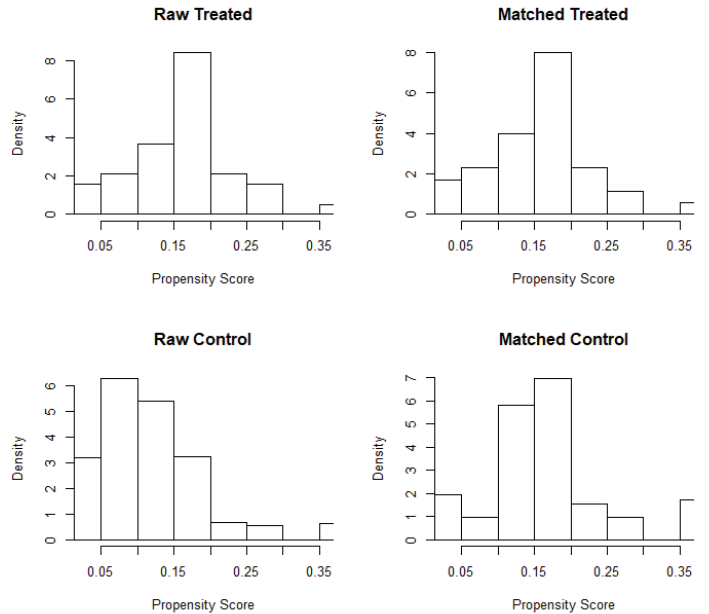 Raw Treated
Density
0 2 4 6 8
0.05 0.15 0.25 0.35
Propensity Score
Matched Treated
Density
0 2 4 6 8
0.05 0.15 0.25 0.35
Propensity Score
Raw Control
Density
0 1 2 3 4 5 6
0.05 0.15 0.25 0.35
Propensity Score
Matched Control
Density
0 1 2 3 4 5 6 7
0.05 0.15 0.25 0.35
Propensity Score